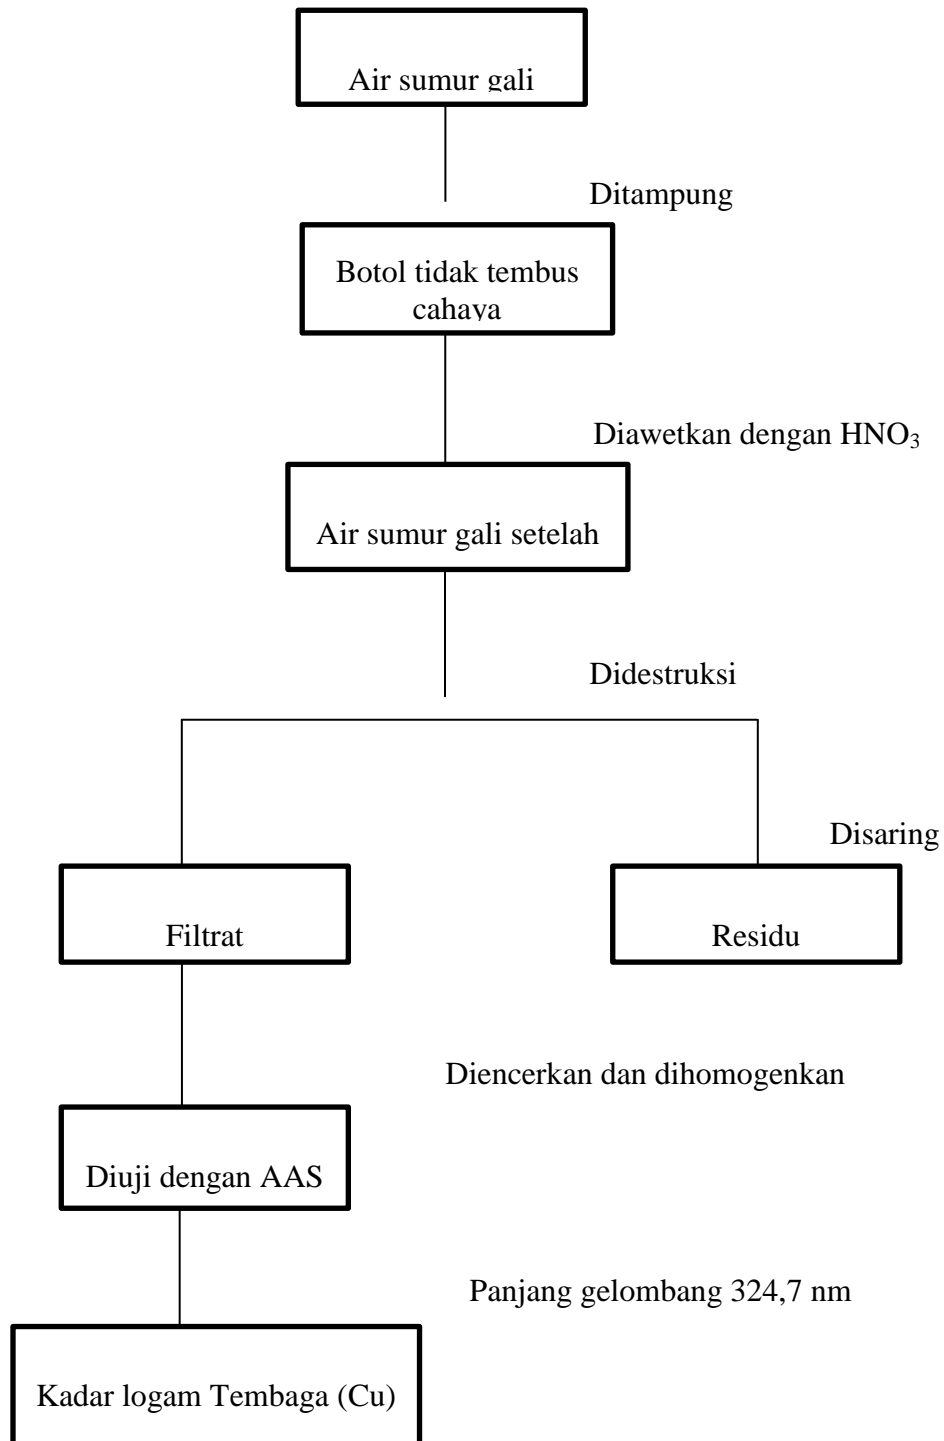 Air sumur gali
Ditampung
Botol tidak tembus
cahaya
Diawetkan dengan HNO₃
Air sumur gali setelah
Didestruksi
Disaring
Filtrat
Residu
Diencerkan dan dihomogenkan
Diuji dengan AAS
Panjang gelombang 324,7 nm
Kadar logam Tembaga (Cu)